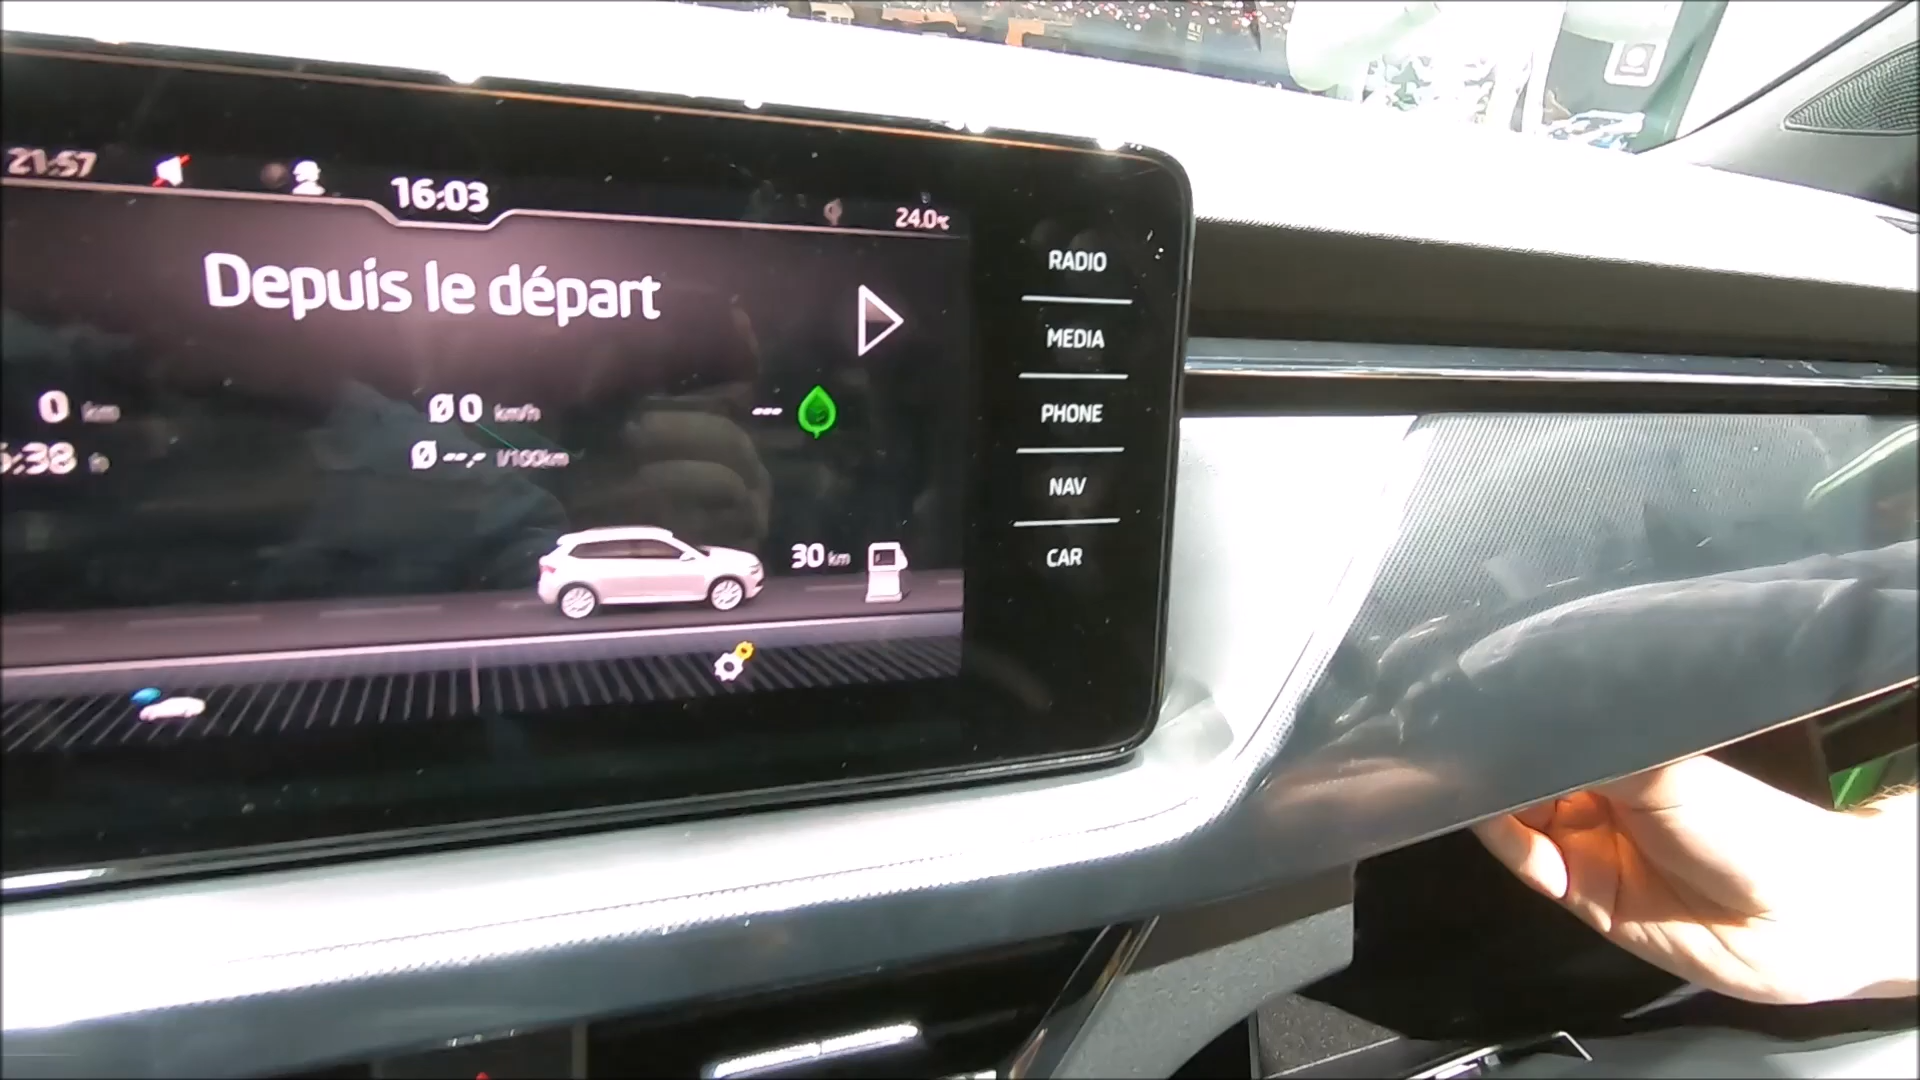 21:57
16:03
24.0°C
Depuis le départ
0 km
Ø 0 km/h
---
:38 h
Ø --,- l/100km
30 km
RADIO
MEDIA
PHONE
NAV
CAR